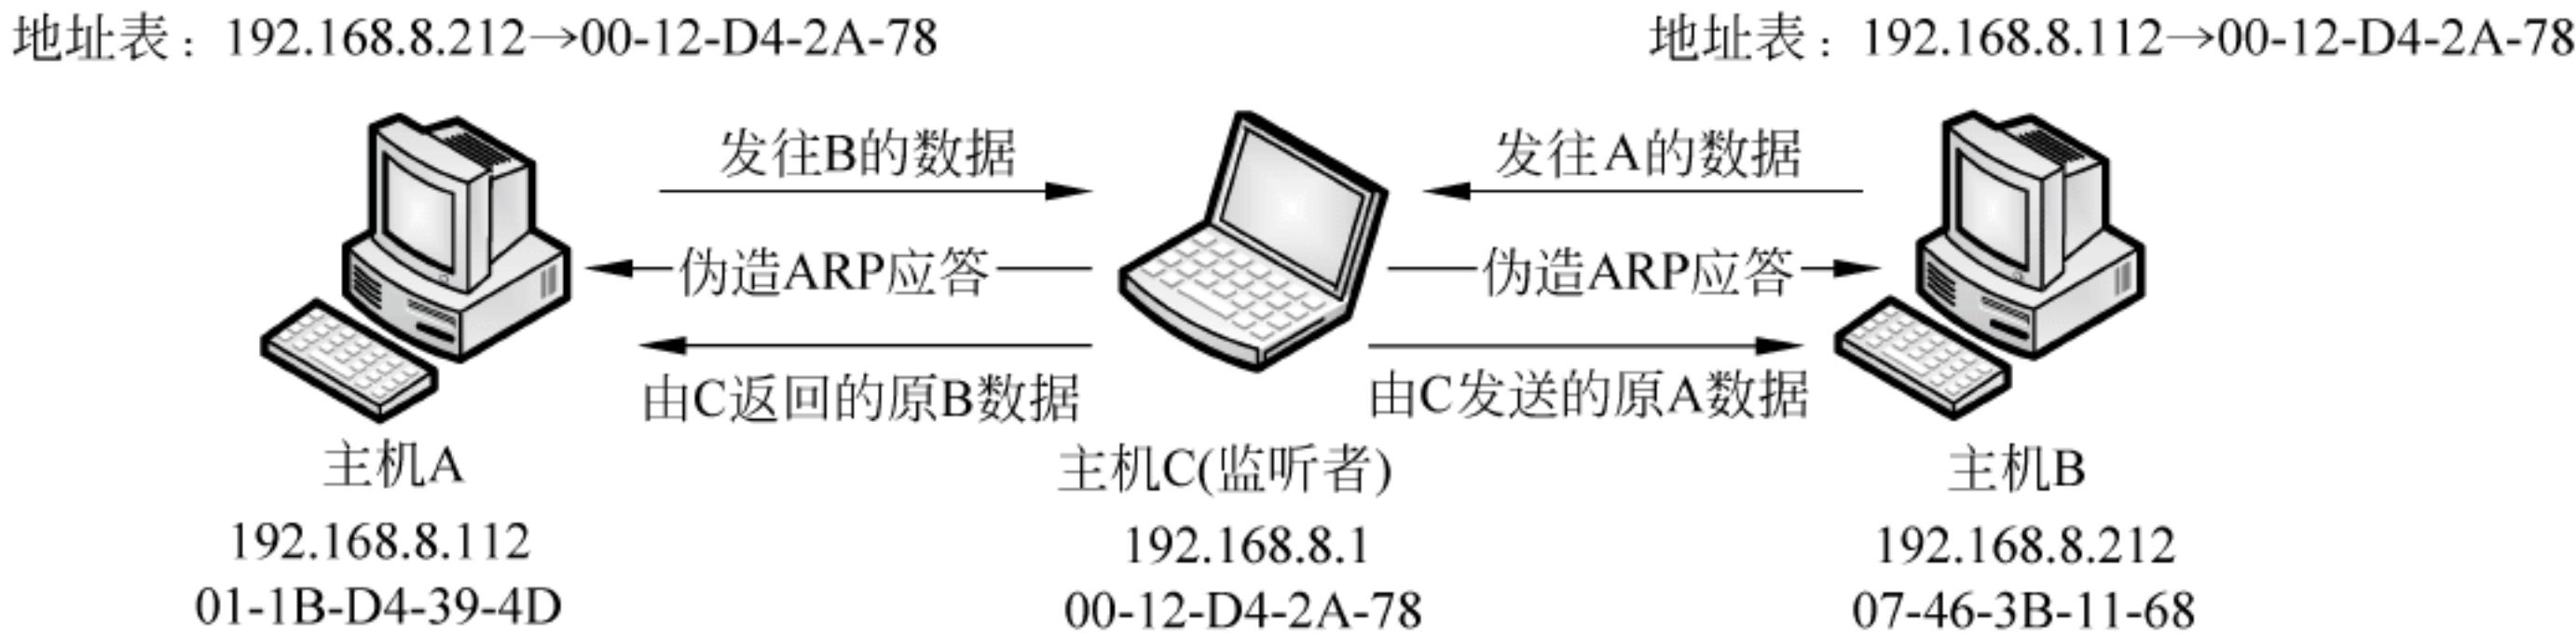 地址表：192.168.8.212→00-12-D4-2A-78
地址表：192.168.8.112→00-12-D4-2A-78
发往B的数据
发往A的数据
伪造ARP应答
伪造ARP应答
由C返回的原B数据
由C发送的原A数据
主机A
主机C(监听者)
主机B
192.168.8.112
192.168.8.1
192.168.8.212
01-1B-D4-39-4D
00-12-D4-2A-78
07-46-3B-11-68